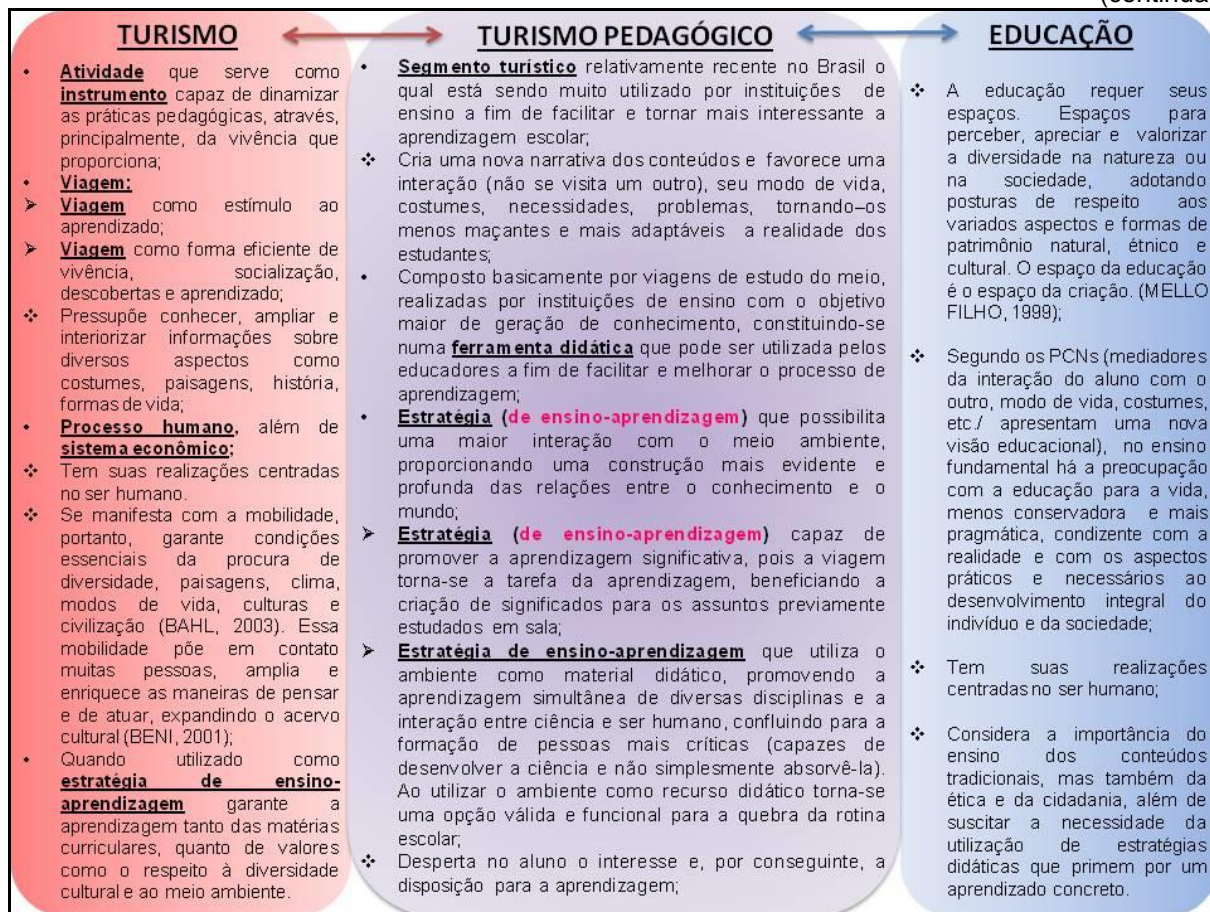 (continua
TURISMO
• Atividade que serve como
instrumento capaz de dinamizar
as práticas pedagógicas, através,
principalmente, da vivência que
proporciona;
• Viagem:
➢ Viagem como estímulo ao
aprendizado;
➢ Viagem como forma eficiente de
vivência, socialização,
descobertas e aprendizado;
❖ Pressupõe conhecer, ampliar e
interiorizar informações sobre
diversos aspectos como
costumes, paisagens, história,
formas de vida;
• Processo humano, além de
sistema econômico;
❖ Tem suas realizações centradas
no ser humano.
❖ Se manifesta com a mobilidade,
portanto, garante condições
essenciais da procura de
diversidade, paisagens, clima,
modos de vida, culturas e
civilização (BAHL, 2003). Essa
mobilidade põe em contato
muitas pessoas, amplia e
enriquece as maneiras de pensar
e de atuar, expandindo o acervo
cultural (BENI, 2001);
• Quando utilizado como
estratégia de ensino-
aprendizagem garante a
aprendizagem tanto das matérias
curriculares, quanto de valores
como o respeito à diversidade
cultural e ao meio ambiente.
TURISMO PEDAGÓGICO
• Segmento turístico relativamente recente no Brasil o
qual está sendo muito utilizado por instituições de
ensino a fim de facilitar e tornar mais interessante a
aprendizagem escolar;
❖ Cria uma nova narrativa dos conteúdos e favorece uma
interação (não se visita um outro), seu modo de vida,
costumes, necessidades, problemas, tornando–os
menos maçantes e mais adaptáveis a realidade dos
estudantes;
• Composto basicamente por viagens de estudo do meio,
realizadas por instituições de ensino com o objetivo
maior de geração de conhecimento, constituindo-se
numa ferramenta didática que pode ser utilizada pelos
educadores a fim de facilitar e melhorar o processo de
aprendizagem;
• Estratégia (de ensino-aprendizagem) que possibilita
uma maior interação com o meio ambiente,
proporcionando uma construção mais evidente e
profunda das relações entre o conhecimento e o
mundo;
➢ Estratégia (de ensino-aprendizagem) capaz de
promover a aprendizagem significativa, pois a viagem
torna-se a tarefa da aprendizagem, beneficiando a
criação de significados para os assuntos previamente
estudados em sala;
➢ Estratégia de ensino-aprendizagem que utiliza o
ambiente como material didático, promovendo a
aprendizagem simultânea de diversas disciplinas e a
interação entre ciência e ser humano, confluindo para a
formação de pessoas mais críticas (capazes de
desenvolver a ciência e não simplesmente absorvê-la).
Ao utilizar o ambiente como recurso didático torna-se
uma opção válida e funcional para a quebra da rotina
escolar;
❖ Desperta no aluno o interesse e, por conseguinte, a
disposição para a aprendizagem;
EDUCAÇÃO
❖ A educação requer seus
espaços. Espaços para
perceber, apreciar e valorizar
a diversidade na natureza ou
na sociedade, adotando
posturas de respeito aos
variados aspectos e formas de
patrimônio natural, étnico e
cultural. O espaço da educação
é o espaço da criação. (MELLO
FILHO, 1999);
❖ Segundo os PCNs (mediadores
da interação do aluno com o
outro, modo de vida, costumes,
etc./ apresentam uma nova
visão educacional), no ensino
fundamental há a preocupação
com a educação para a vida,
menos conservadora e mais
pragmática, condizente com a
realidade e com os aspectos
práticos e necessários ao
desenvolvimento integral do
indivíduo e da sociedade;
❖ Tem suas realizações
centradas no ser humano;
❖ Considera a importância do
ensino dos conteúdos
tradicionais, mas também da
ética e da cidadania, além de
suscitar a necessidade da
utilização de estratégias
didáticas que primem por um
aprendizado concreto.